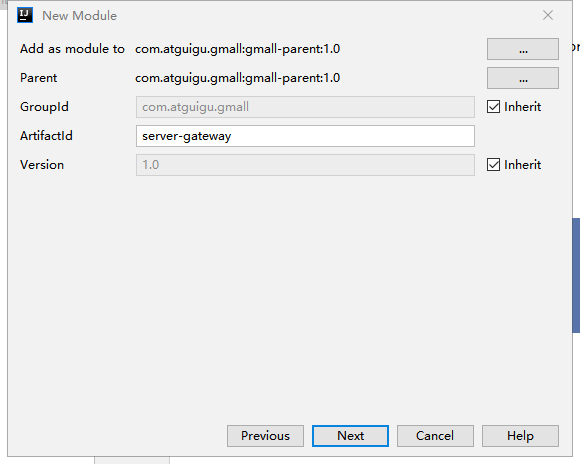 New Module
Add as module to com.atguigu.gmall:gmall-parent:1.0 ...
Parent com.atguigu.gmall:gmall-parent:1.0 ...
GroupId com.atguigu.gmall Inherit
ArtifactId server-gateway
Version 1.0 Inherit
Previous Next Cancel Help